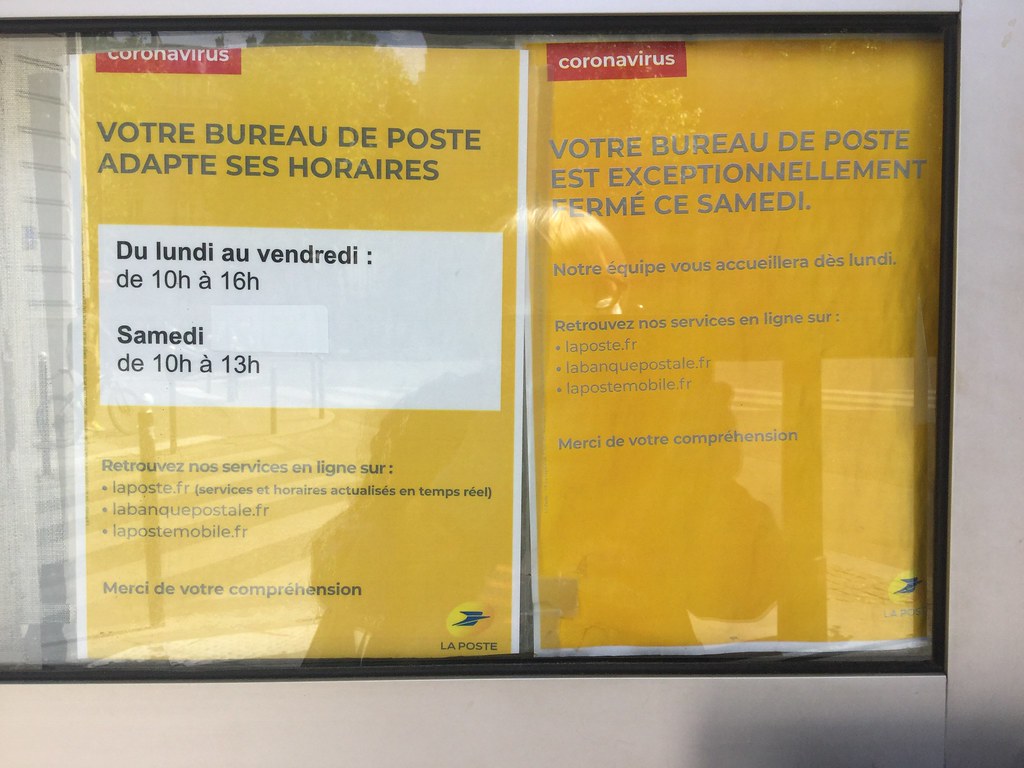 coronavirus
VOTRE BUREAU DE POSTE
ADAPTE SES HORAIRES
Du lundi au vendredi :
de 10h à 16h
Samedi
de 10h à 13h
Retrouvez nos services en ligne sur :
• laposte.fr (services et horaires actualisés en temps réel)
• labanquepostale.fr
• lapostemobile.fr
Merci de votre compréhension
LA POSTE
coronavirus
VOTRE BUREAU DE POSTE
EST EXCEPTIONNELLEMENT
FERMÉ CE SAMEDI.
Notre équipe vous accueillera dès lundi.
Retrouvez nos services en ligne sur :
• laposte.fr
• labanquepostale.fr
• lapostemobile.fr
Merci de votre compréhension
LA POSTE